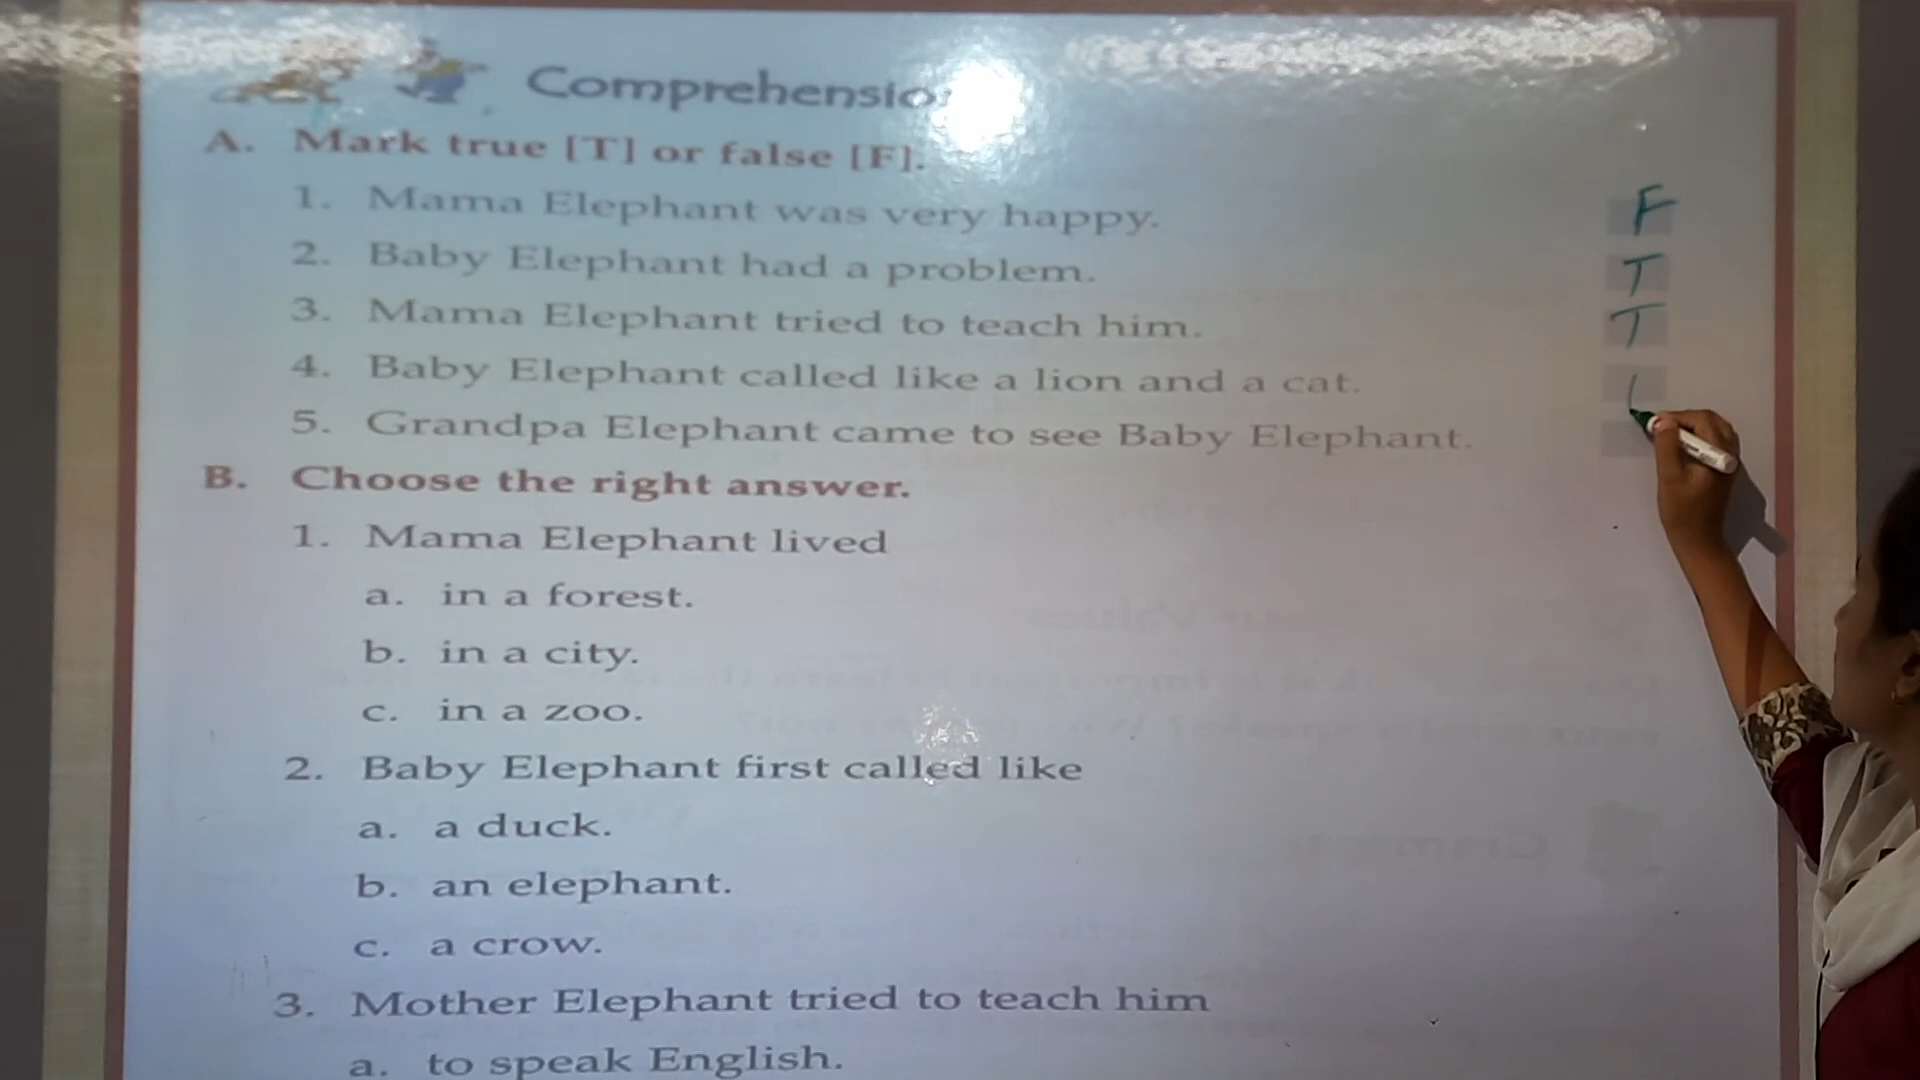 Comprehension
A. Mark true [T] or false [F].
1. Mama Elephant was very happy. F
2. Baby Elephant had a problem. T
3. Mama Elephant tried to teach him. T
4. Baby Elephant called like a lion and a cat.
5. Grandpa Elephant came to see Baby Elephant.
B. Choose the right answer.
1. Mama Elephant lived
a. in a forest.
b. in a city.
c. in a zoo.
2. Baby Elephant first called like
a. a duck.
b. an elephant.
c. a crow.
3. Mother Elephant tried to teach him
a. to speak English.